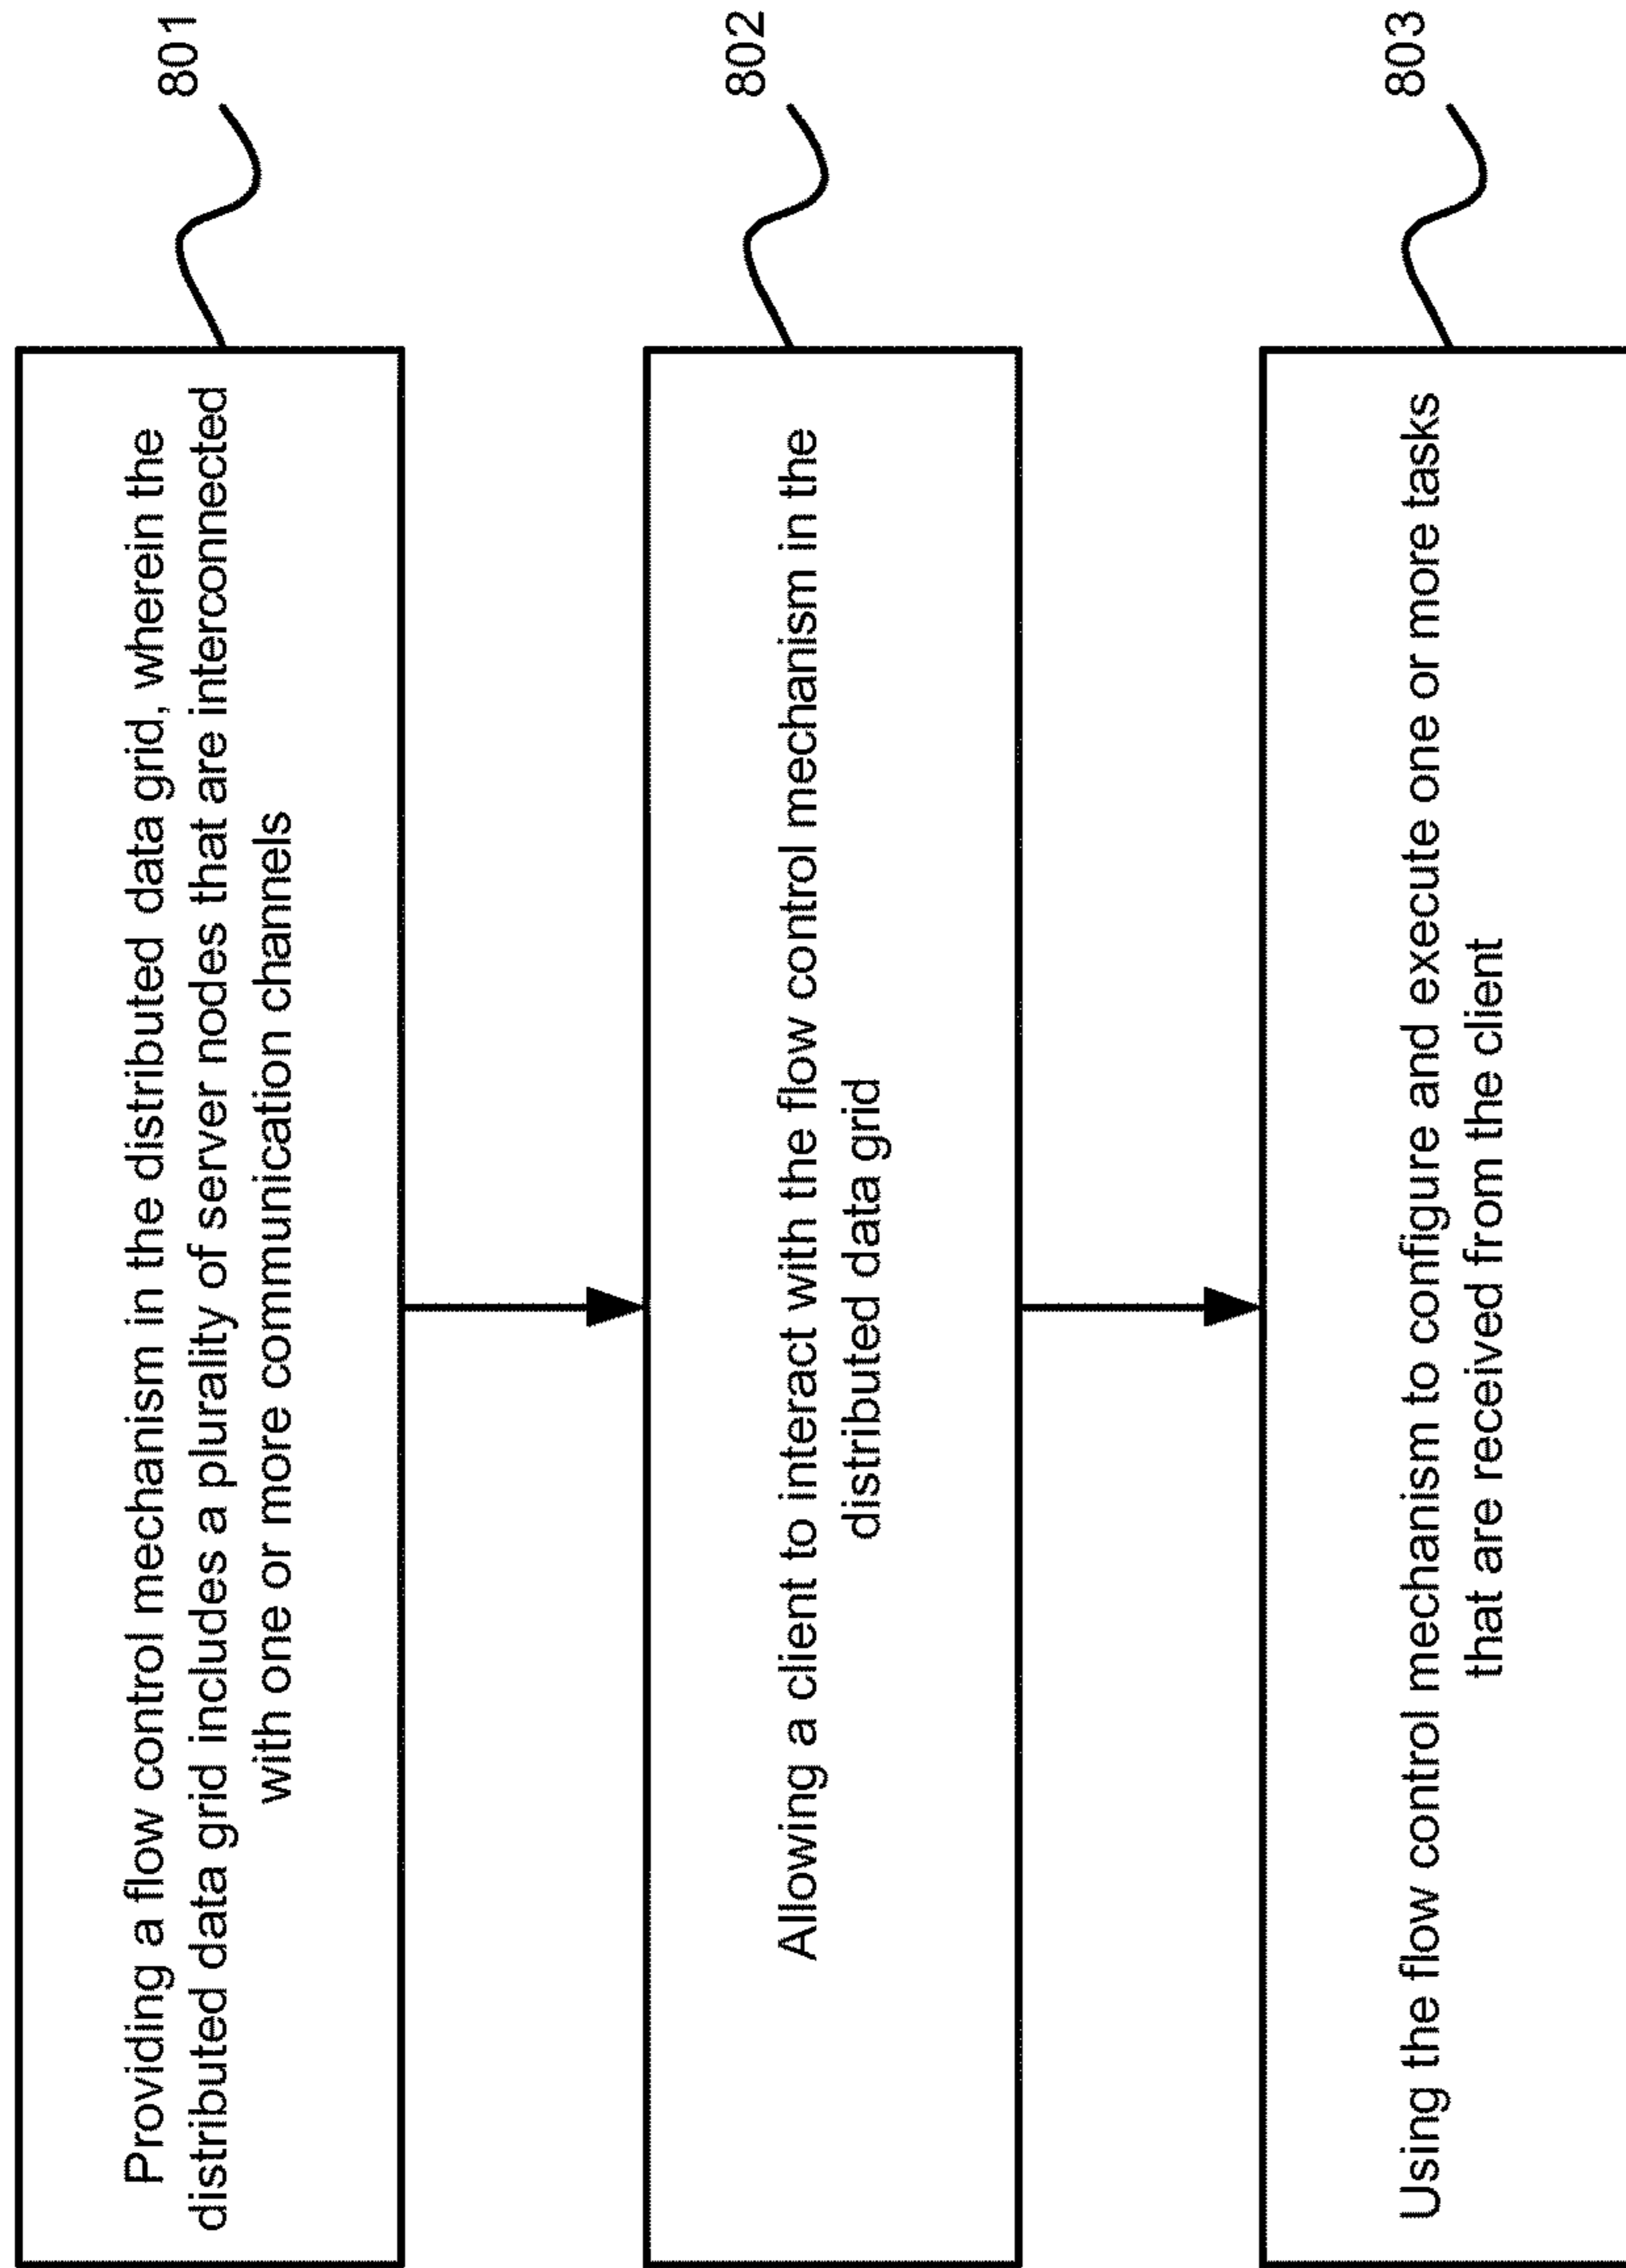 Providing a flow control mechanism in the distributed data grid, wherein the
distributed data grid includes a plurality of server nodes that are interconnected
with one or more communication channels
801
Allowing a client to interact with the flow control mechanism in the
distributed data grid
802
Using the flow control mechanism to configure and execute one or more tasks
that are received from the client
803